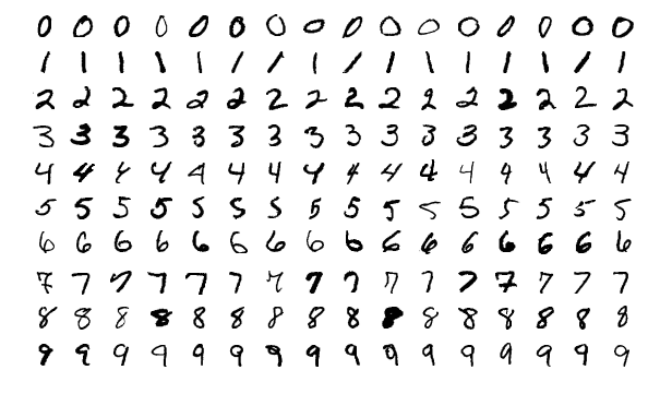 0 0 0 0 0 0 0 0 0 0 0 0 0 0 0 0
1 1 1 1 1 1 1 1 1 1 1 1 1 1 1 1
2 2 2 2 2 2 2 2 2 2 2 2 2 2 2 2
3 3 3 3 3 3 3 3 3 3 3 3 3 3 3 3
4 4 4 4 4 4 4 4 4 4 4 4 4 4 4 4
5 5 5 5 5 5 5 5 5 5 5 5 5 5 5 5
6 6 6 6 6 6 6 6 6 6 6 6 6 6 6 6
7 7 7 7 7 7 7 7 7 7 7 7 7 7 7 7
8 8 8 8 8 8 8 8 8 8 8 8 8 8 8 8
9 9 9 9 9 9 9 9 9 9 9 9 9 9 9 9